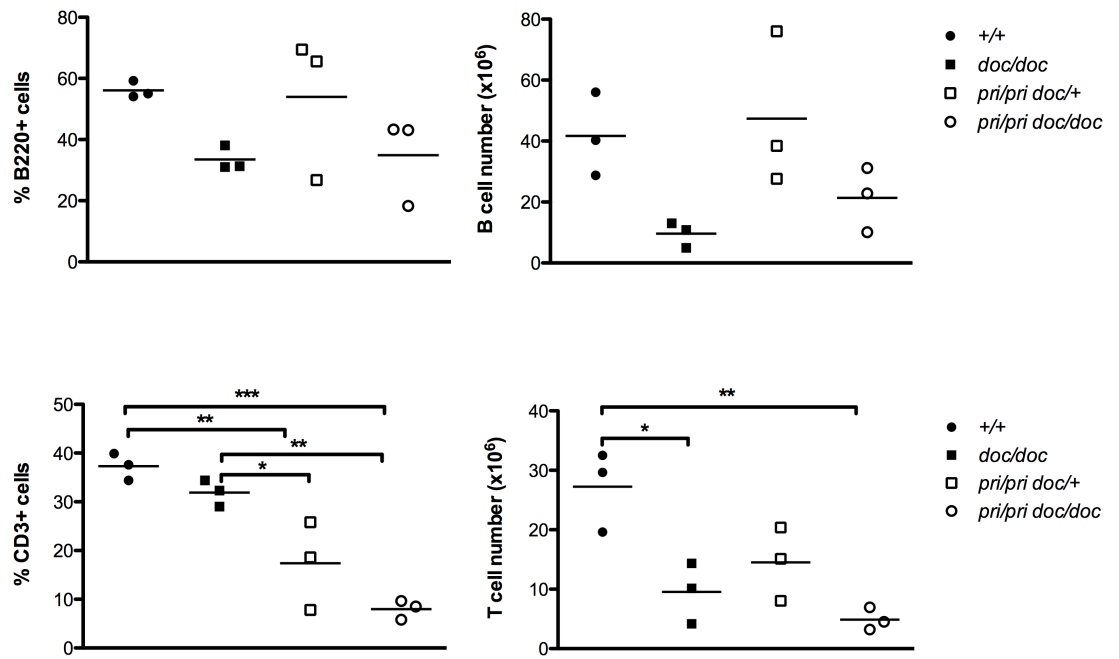 % B220+ cells
80
60
40
20
0
B cell number (x10⁶)
80
60
40
20
0
+/+
doc/doc
pri/pri doc/+
pri/pri doc/doc
% CD3+ cells
50
40
30
20
10
0
***
**
**
*
T cell number (x10⁶)
40
30
20
10
0
**
*
+/+
doc/doc
pri/pri doc/+
pri/pri doc/doc